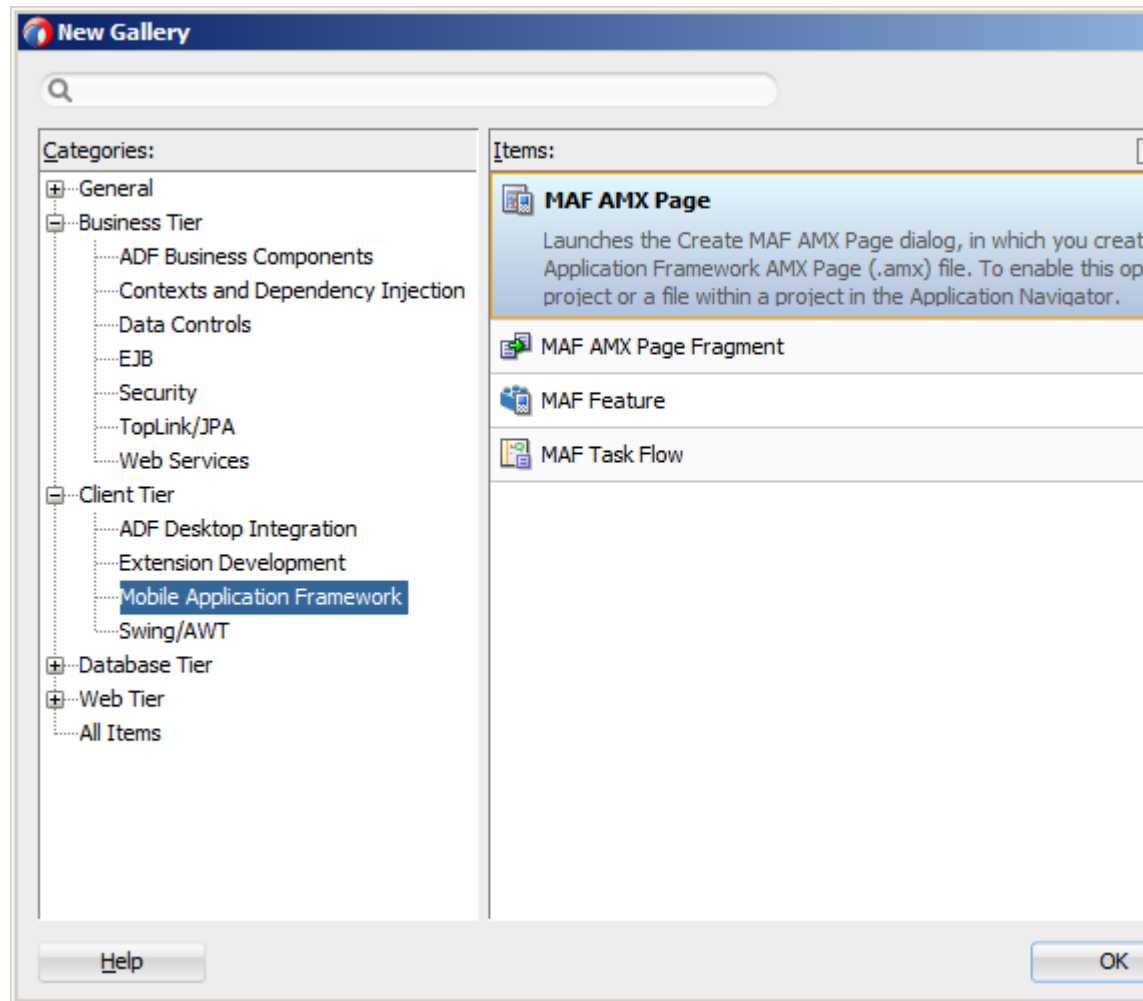 New Gallery
Categories:
General
Business Tier
ADF Business Components
Contexts and Dependency Injection
Data Controls
EJB
Security
TopLink/JPA
Web Services
Client Tier
ADF Desktop Integration
Extension Development
Mobile Application Framework
Swing/AWT
Database Tier
Web Tier
All Items
Items:
MAF AMX Page
Launches the Create MAF AMX Page dialog, in which you creat
Application Framework AMX Page (.amx) file. To enable this op
project or a file within a project in the Application Navigator.
MAF AMX Page Fragment
MAF Feature
MAF Task Flow
Help
OK